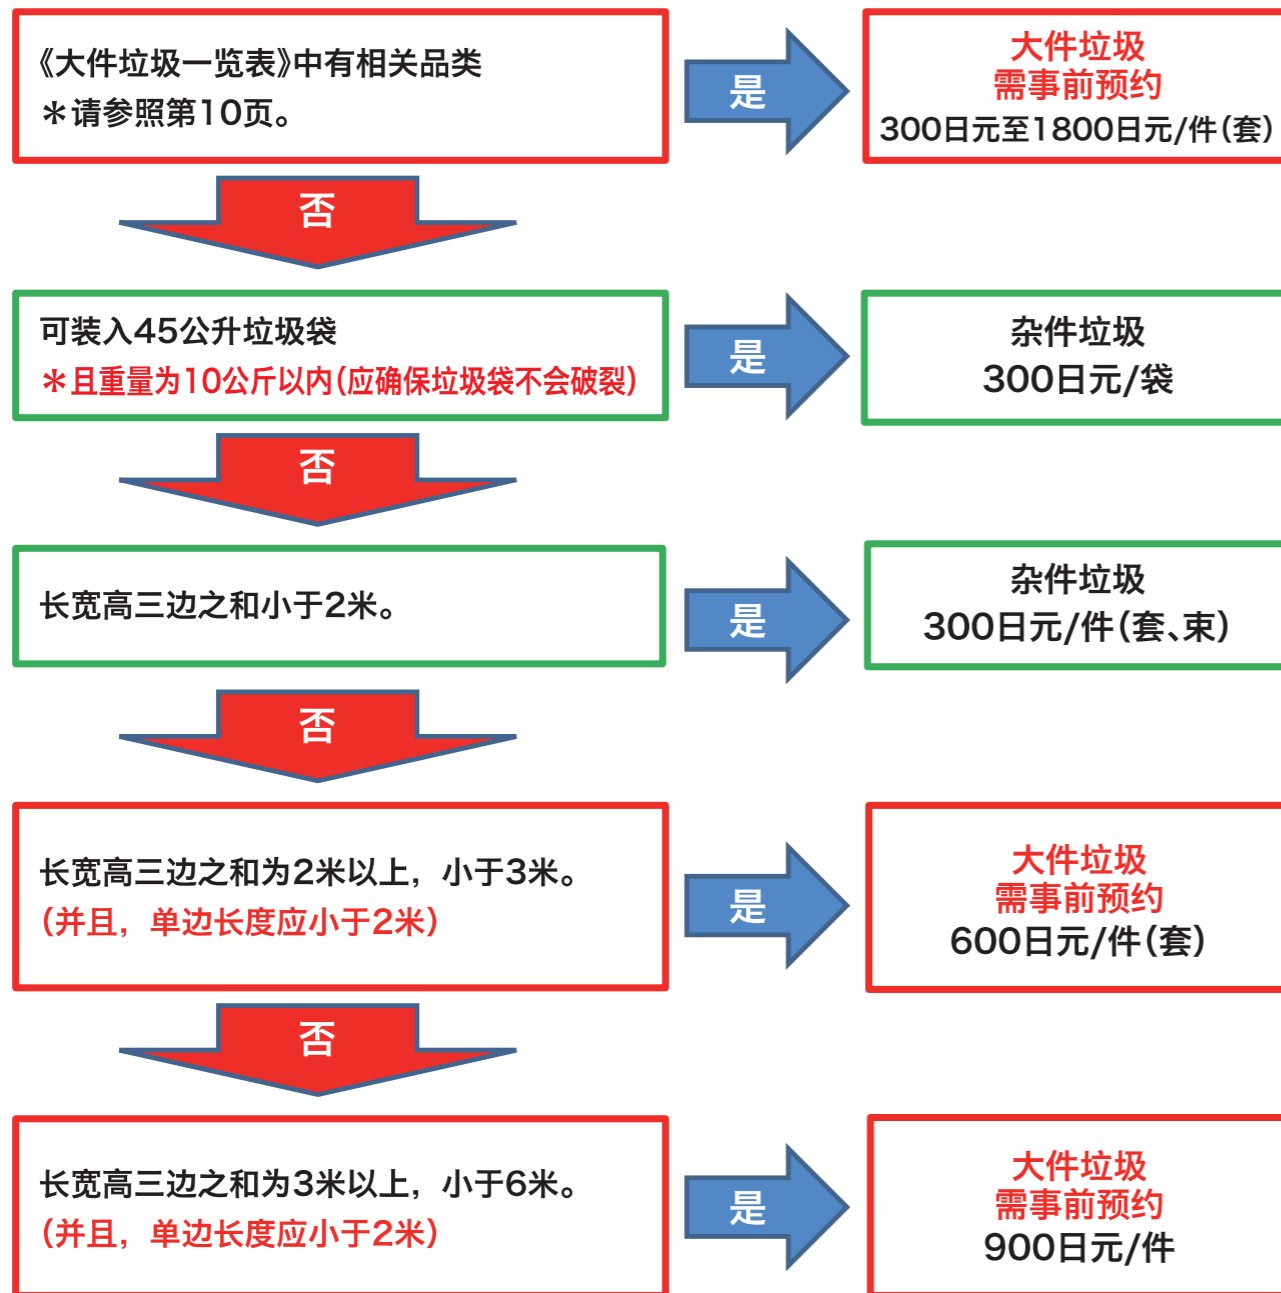 《大件垃圾一览表》中有相关品类
＊请参照第10页。
是
大件垃圾
需事前预约
300日元至1800日元/件（套）
否
可装入45公升垃圾袋
＊且重量为10公斤以内（应确保垃圾袋不会破裂）
是
杂件垃圾
300日元/袋
否
长宽高三边之和小于2米。
是
杂件垃圾
300日元/件（套、束）
否
长宽高三边之和为2米以上，小于3米。
（并且，单边长度应小于2米）
是
大件垃圾
需事前预约
600日元/件（套）
否
长宽高三边之和为3米以上，小于6米。
（并且，单边长度应小于2米）
是
大件垃圾
需事前预约
900日元/件